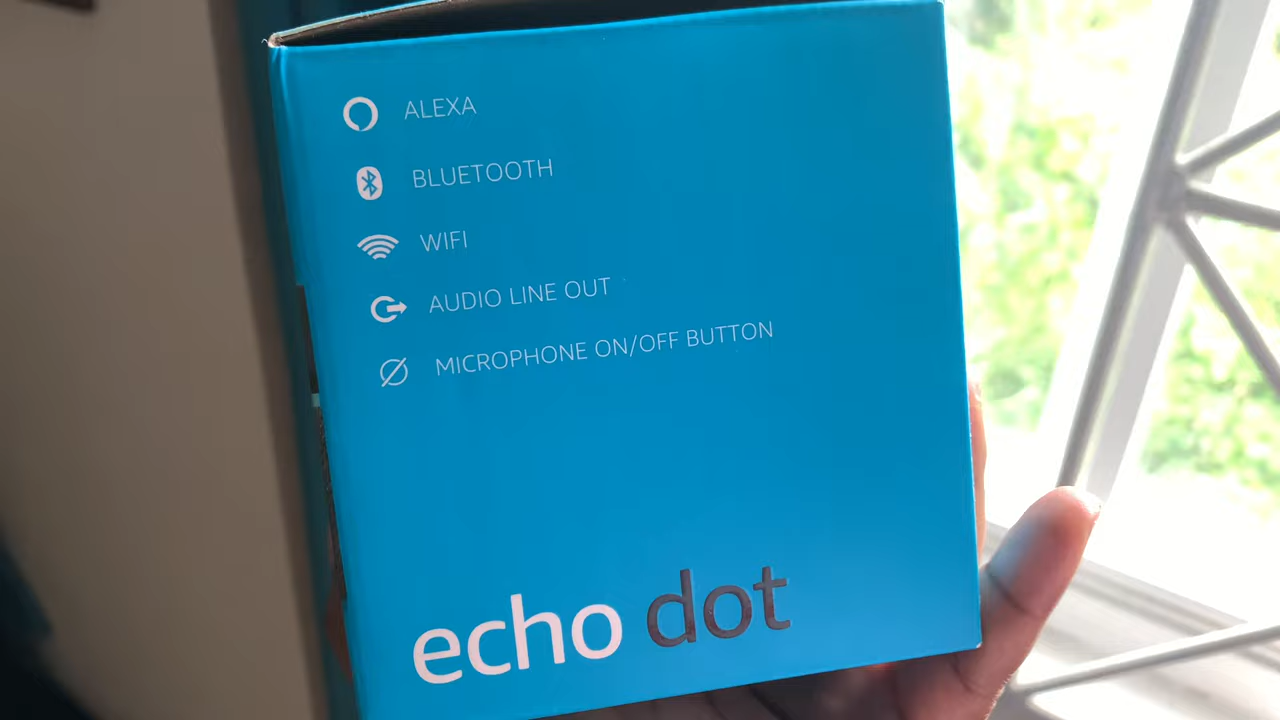 ALEXA
BLUETOOTH
WIFI
AUDIO LINE OUT
MICROPHONE ON/OFF BUTTON
echo dot